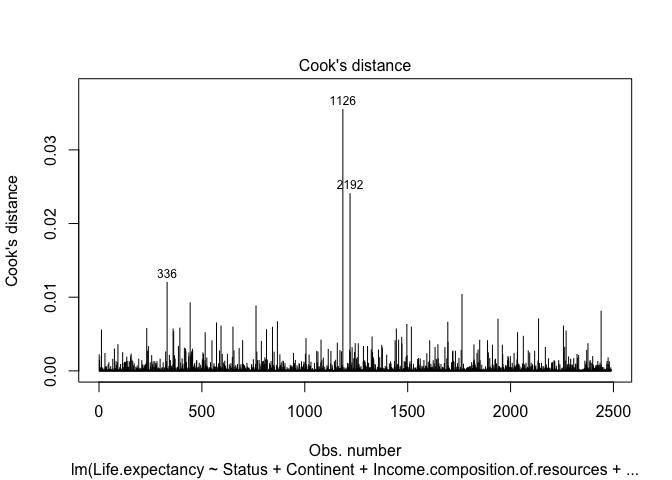 Cook's distance
1126
2192
336
0.03
0.02
0.01
0.00
Cook's distance
0 500 1000 1500 2000 2500
Obs. number
lm(Life.expectancy ~ Status + Continent + Income.composition.of.resources + ...